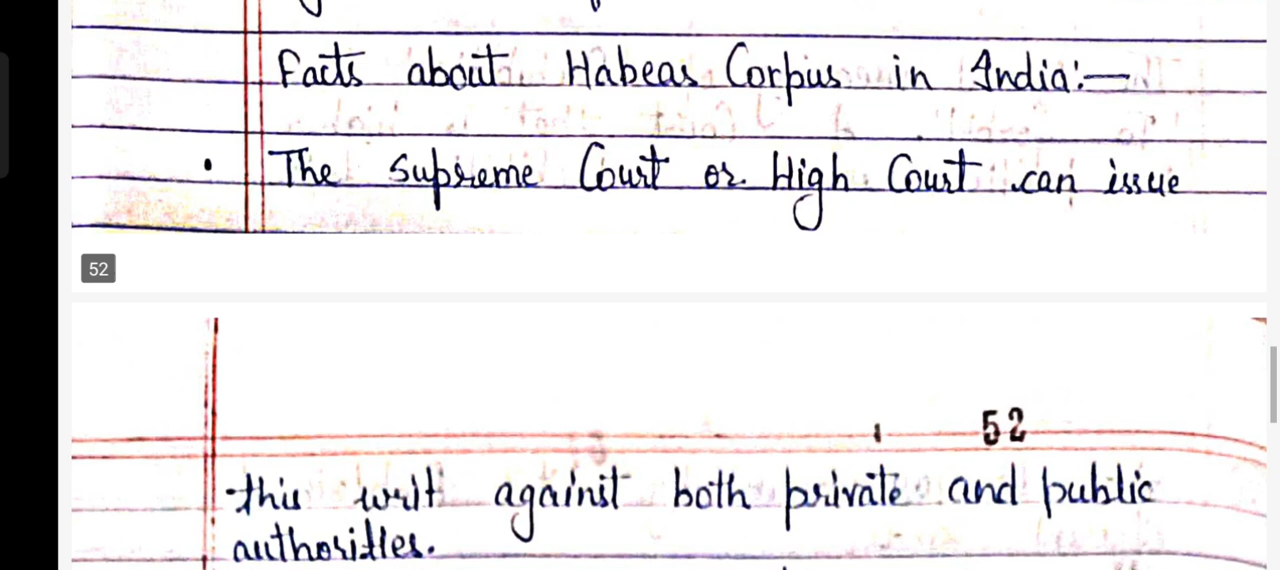 Facts about Habeas Corpus in India:—
• The Supreme Court or High Court can issue
52
52
this writ against both private and public
authorities.